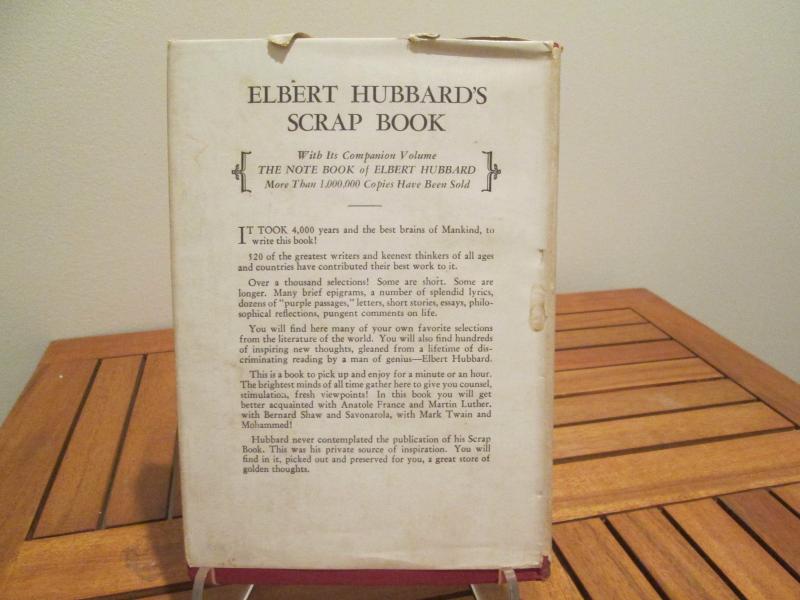 ELBERT HUBBARD'S
SCRAP BOOK
With Its Companion Volume
THE NOTE BOOK of ELBERT HUBBARD
More Than 1,000,000 Copies Have Been Sold
IT TOOK 4,000 years and the best brains of Mankind, to
write this book!
520 of the greatest writers and keenest thinkers of all ages
and countries have contributed their best work to it.
Over a thousand selections! Some are short. Some are
longer. Many brief epigrams, a number of splendid lyrics,
dozens of "purple passages," letters, short stories, essays, philo-
sophical reflections, pungent comments on life.
You will find here many of your own favorite selections
from the literature of the world. You will also find hundreds
of inspiring new thoughts, gleaned from a lifetime of dis-
criminating reading by a man of genius—Elbert Hubbard.
This is a book to pick up and enjoy for a minute or an hour.
The brightest minds of all time gather here to give you counsel,
stimulation, fresh viewpoints! In this book you will get
better acquainted with Anatole France and Martin Luther,
with Bernard Shaw and Savonarola, with Mark Twain and
Mohammed!
Hubbard never contemplated the publication of his Scrap
Book. This was his private source of inspiration. You will
find in it, picked out and preserved for you, a great store of
golden thoughts.